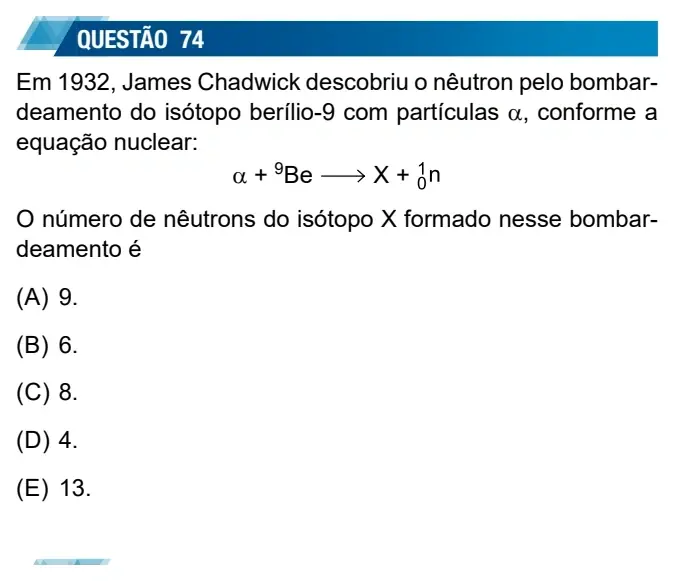 QUESTÃO 74
Em 1932, James Chadwick descobriu o nêutron pelo bombar-
deamento do isótopo berílio-9 com partículas α, conforme a
equação nuclear:
α + ⁹Be ⟶ X + ¹₀n
O número de nêutrons do isótopo X formado nesse bombar-
deamento é
(A) 9.
(B) 6.
(C) 8.
(D) 4.
(E) 13.